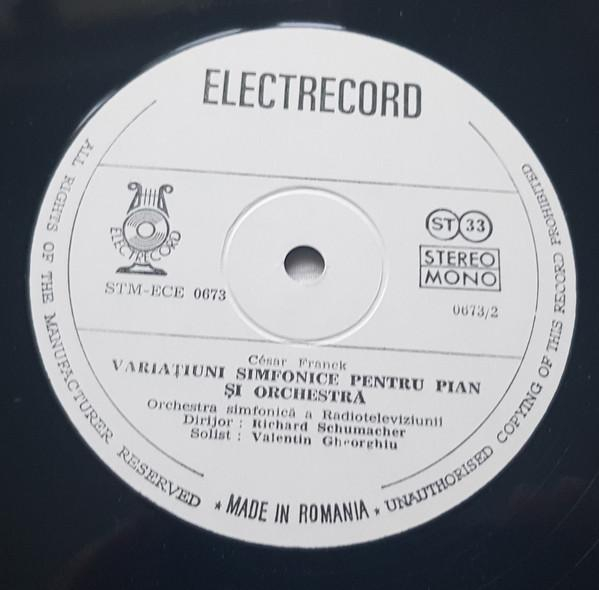 ELECTRECORD
ELECTRECORD
STM-ECE 0673
ST 33
STEREO
MONO
0673/2
César Franck
VARIAȚIUNI SIMFONICE PENTRU PIAN
ȘI ORCHESTRĂ
Orchestra simfonică a Radioteleviziunii
Dirijor : Richard Schumacher
Solist : Valentin Gheorghiu
ALL RIGHTS OF THE MANUFACTURER RESERVED ★ MADE IN ROMANIA ★ UNAUTHORISED COPYING OF THIS RECORD PROHIBITED